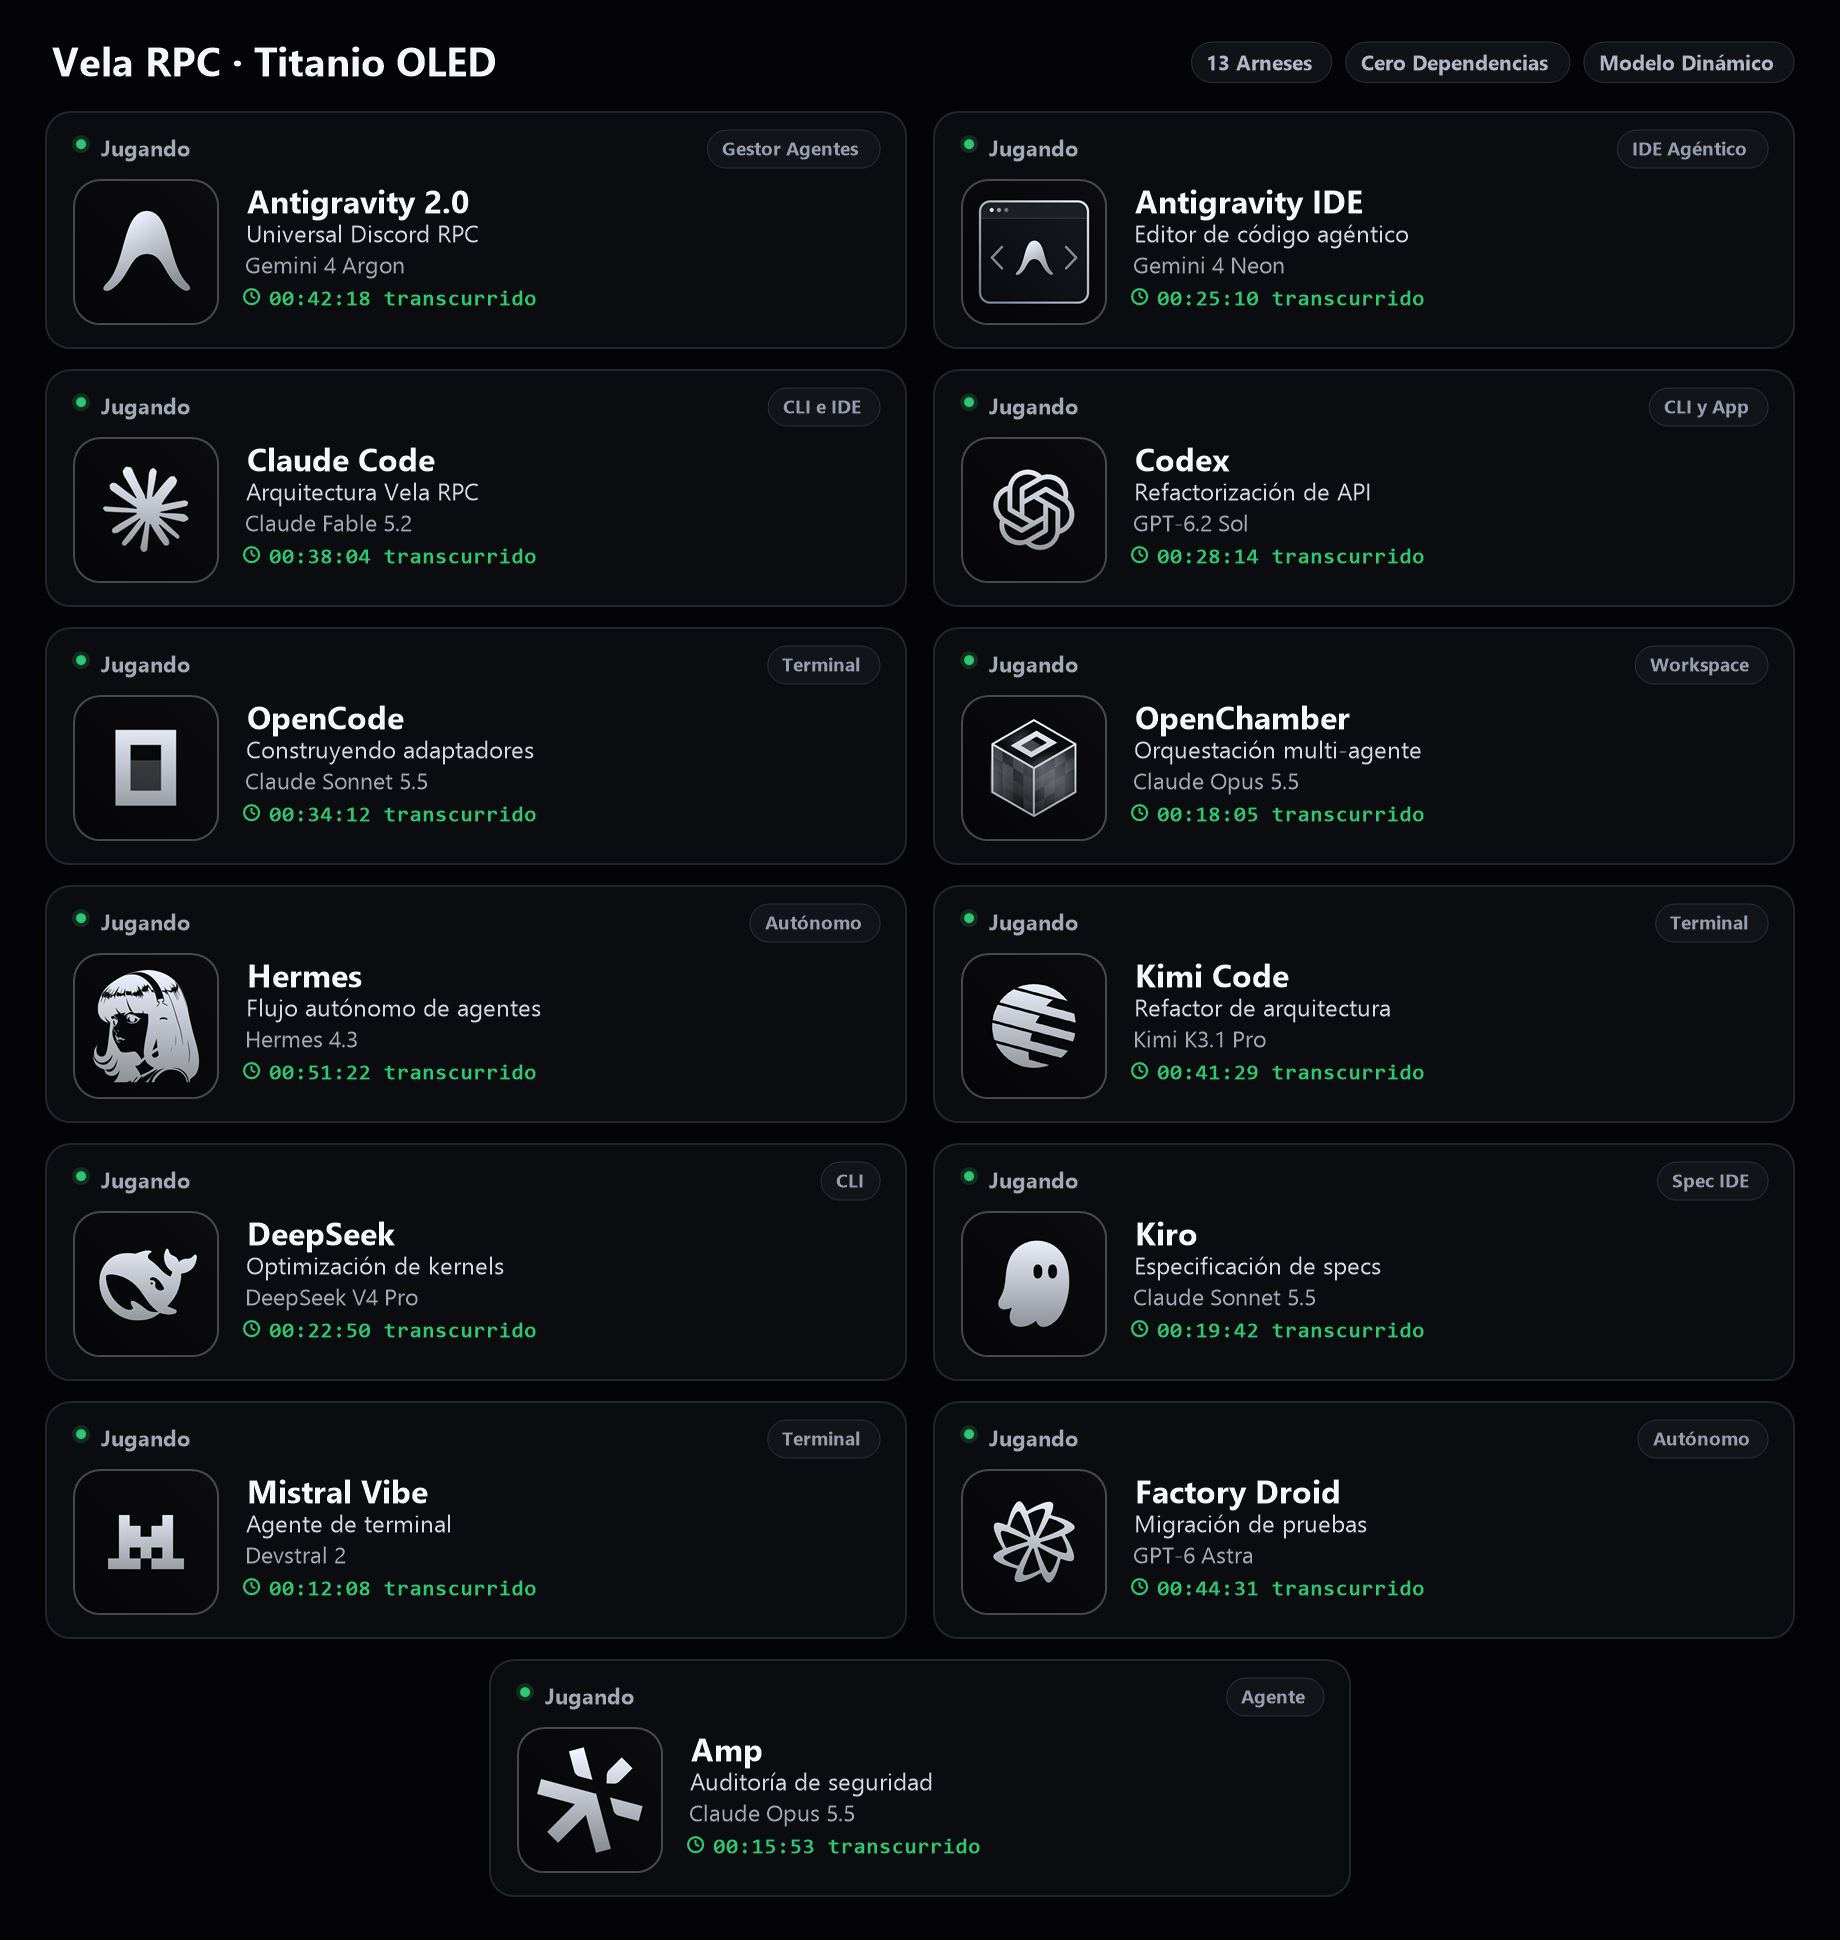 Vela RPC · Titanio OLED
13 Arneses
Cero Dependencias
Modelo Dinámico
Jugando
Gestor Agentes
Antigravity 2.0
Universal Discord RPC
Gemini 4 Argon
00:42:18 transcurrido
Jugando
IDE Agéntico
Antigravity IDE
Editor de código agéntico
Gemini 4 Neon
00:25:10 transcurrido
Jugando
CLI e IDE
Claude Code
Arquitectura Vela RPC
Claude Fable 5.2
00:38:04 transcurrido
Jugando
CLI y App
Codex
Refactorización de API
GPT-6.2 Sol
00:28:14 transcurrido
Jugando
Terminal
OpenCode
Construyendo adaptadores
Claude Sonnet 5.5
00:34:12 transcurrido
Jugando
Workspace
OpenChamber
Orquestación multi-agente
Claude Opus 5.5
00:18:05 transcurrido
Jugando
Autónomo
Hermes
Flujo autónomo de agentes
Hermes 4.3
00:51:22 transcurrido
Jugando
Terminal
Kimi Code
Refactor de arquitectura
Kimi K3.1 Pro
00:41:29 transcurrido
Jugando
CLI
DeepSeek
Optimización de kernels
DeepSeek V4 Pro
00:22:50 transcurrido
Jugando
Spec IDE
Kiro
Especificación de specs
Claude Sonnet 5.5
00:19:42 transcurrido
Jugando
Terminal
Mistral Vibe
Agente de terminal
Devstral 2
00:12:08 transcurrido
Jugando
Autónomo
Factory Droid
Migración de pruebas
GPT-6 Astra
00:44:31 transcurrido
Jugando
Agente
Amp
Auditoría de seguridad
Claude Opus 5.5
00:15:53 transcurrido